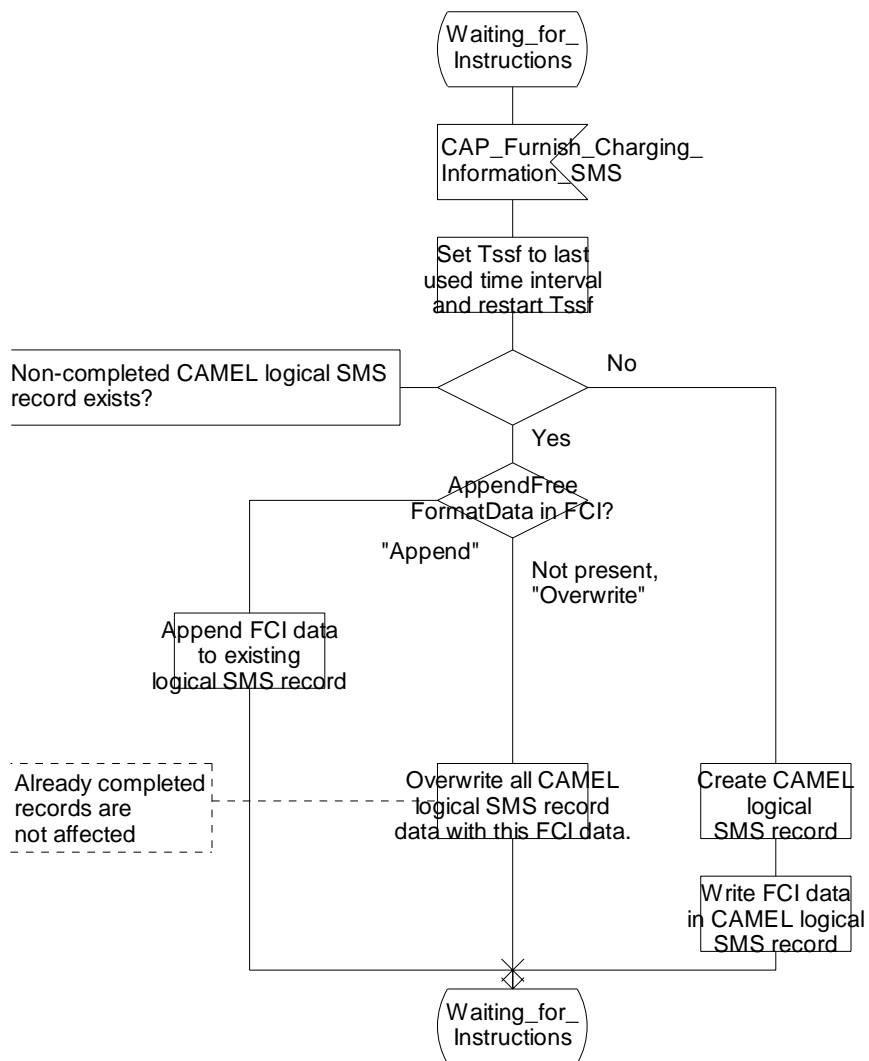 Waiting_for_
Instructions
CAP_Furnish_Charging_
Information_SMS
Set Tssf to last
used time interval
and restart Tssf
Non-completed CAMEL logical SMS
record exists?
No
Yes
AppendFree
FormatData in FCI?
"Append"
Not present,
"Overwrite"
Append FCI data
to existing
logical SMS record
Already completed
records are
not affected
Overwrite all CAMEL
logical SMS record
data with this FCI data.
Create CAMEL
logical
SMS record
Write FCI data
in CAMEL logical
SMS record
Waiting_for_
Instructions